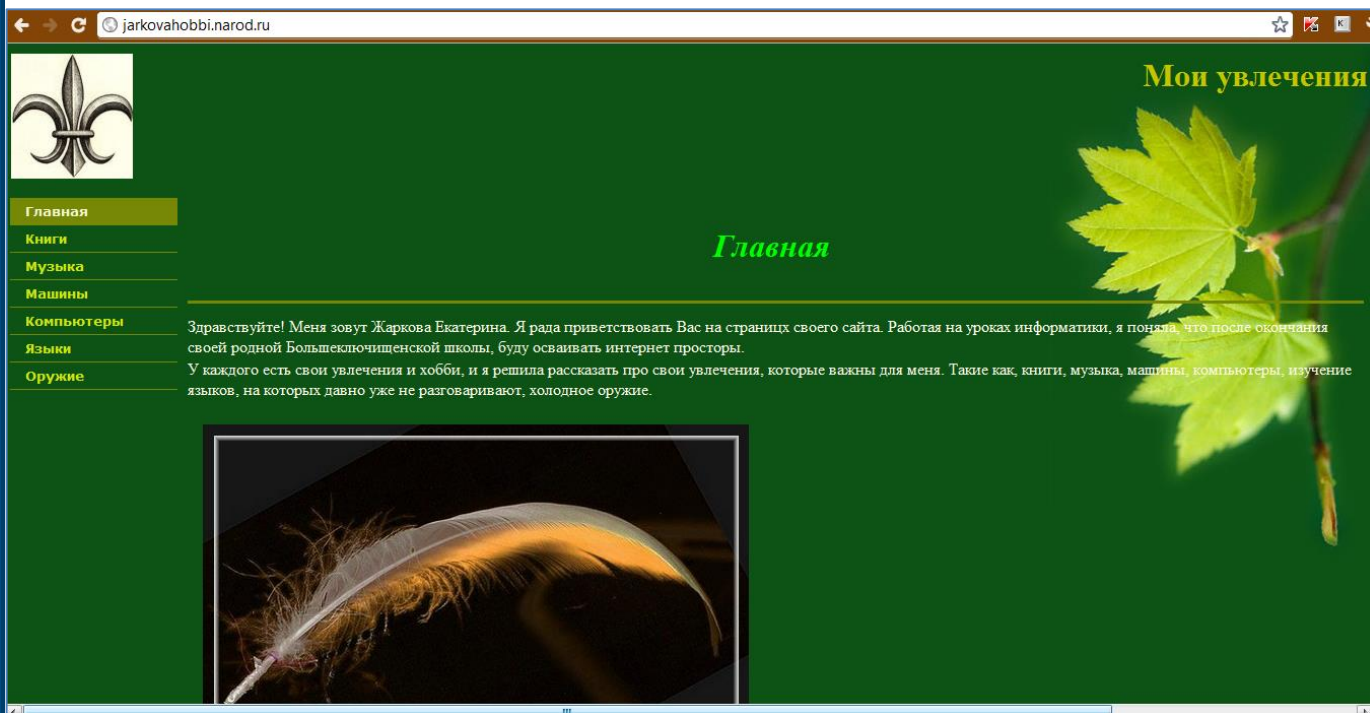 jarkovahobbi.narod.ru
Мои увлечения
Главная
Книги
Музыка
Машины
Компьютеры
Языки
Оружие
Главная
Здравствуйте! Меня зовут Жаркова Екатерина. Я рада приветствовать Вас на страницх своего сайта. Работая на уроках информатики, я поняла, что после окончания
своей родной Большеключищенской школы, буду осваивать интернет просторы.
У каждого есть свои увлечения и хобби, и я решила рассказать про свои увлечения, которые важны для меня. Такие как, книги, музыка, машины, компьютеры, изучение
языков, на которых давно уже не разговаривают, холодное оружие.